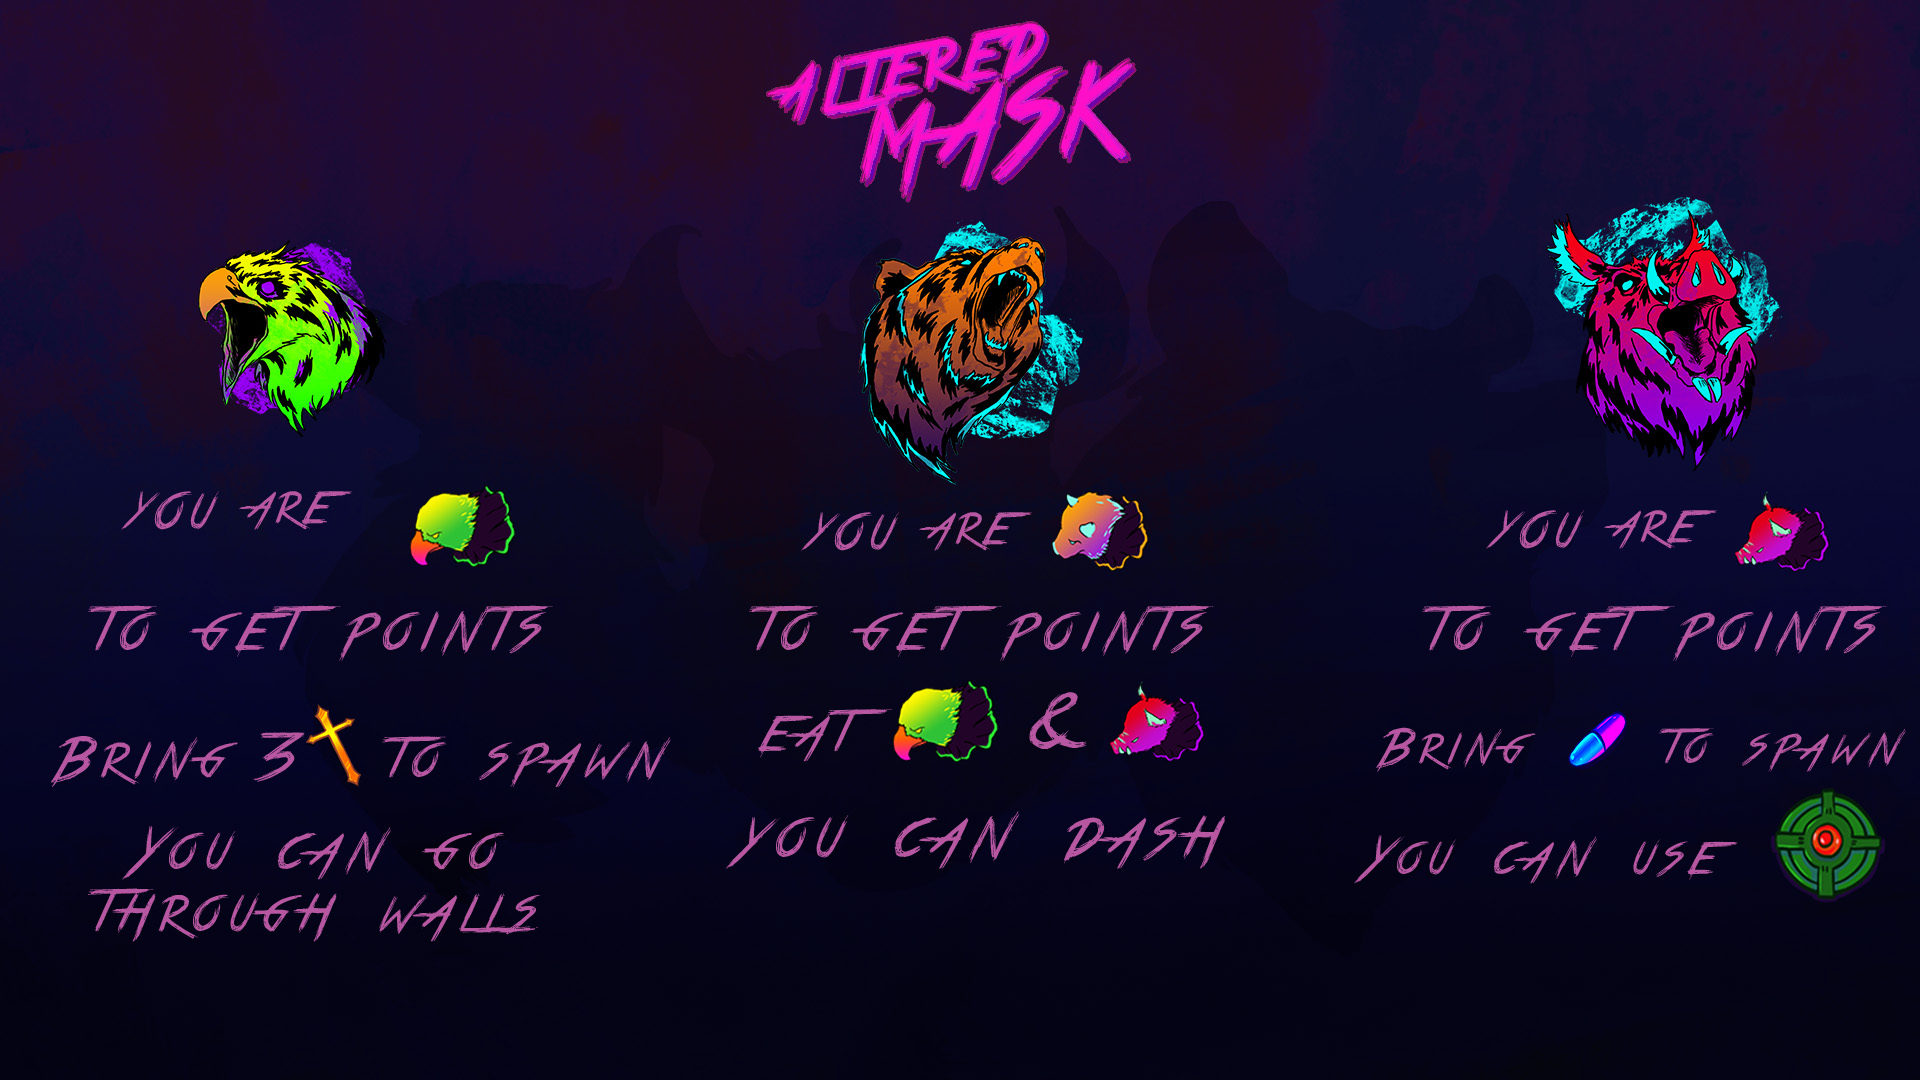 ALTERED
MASK
YOU ARE
TO GET POINTS
BRING 3 TO SPAWN
YOU CAN GO
THROUGH WALLS
YOU ARE
TO GET POINTS
EAT &
YOU CAN DASH
YOU ARE
TO GET POINTS
BRING TO SPAWN
YOU CAN USE